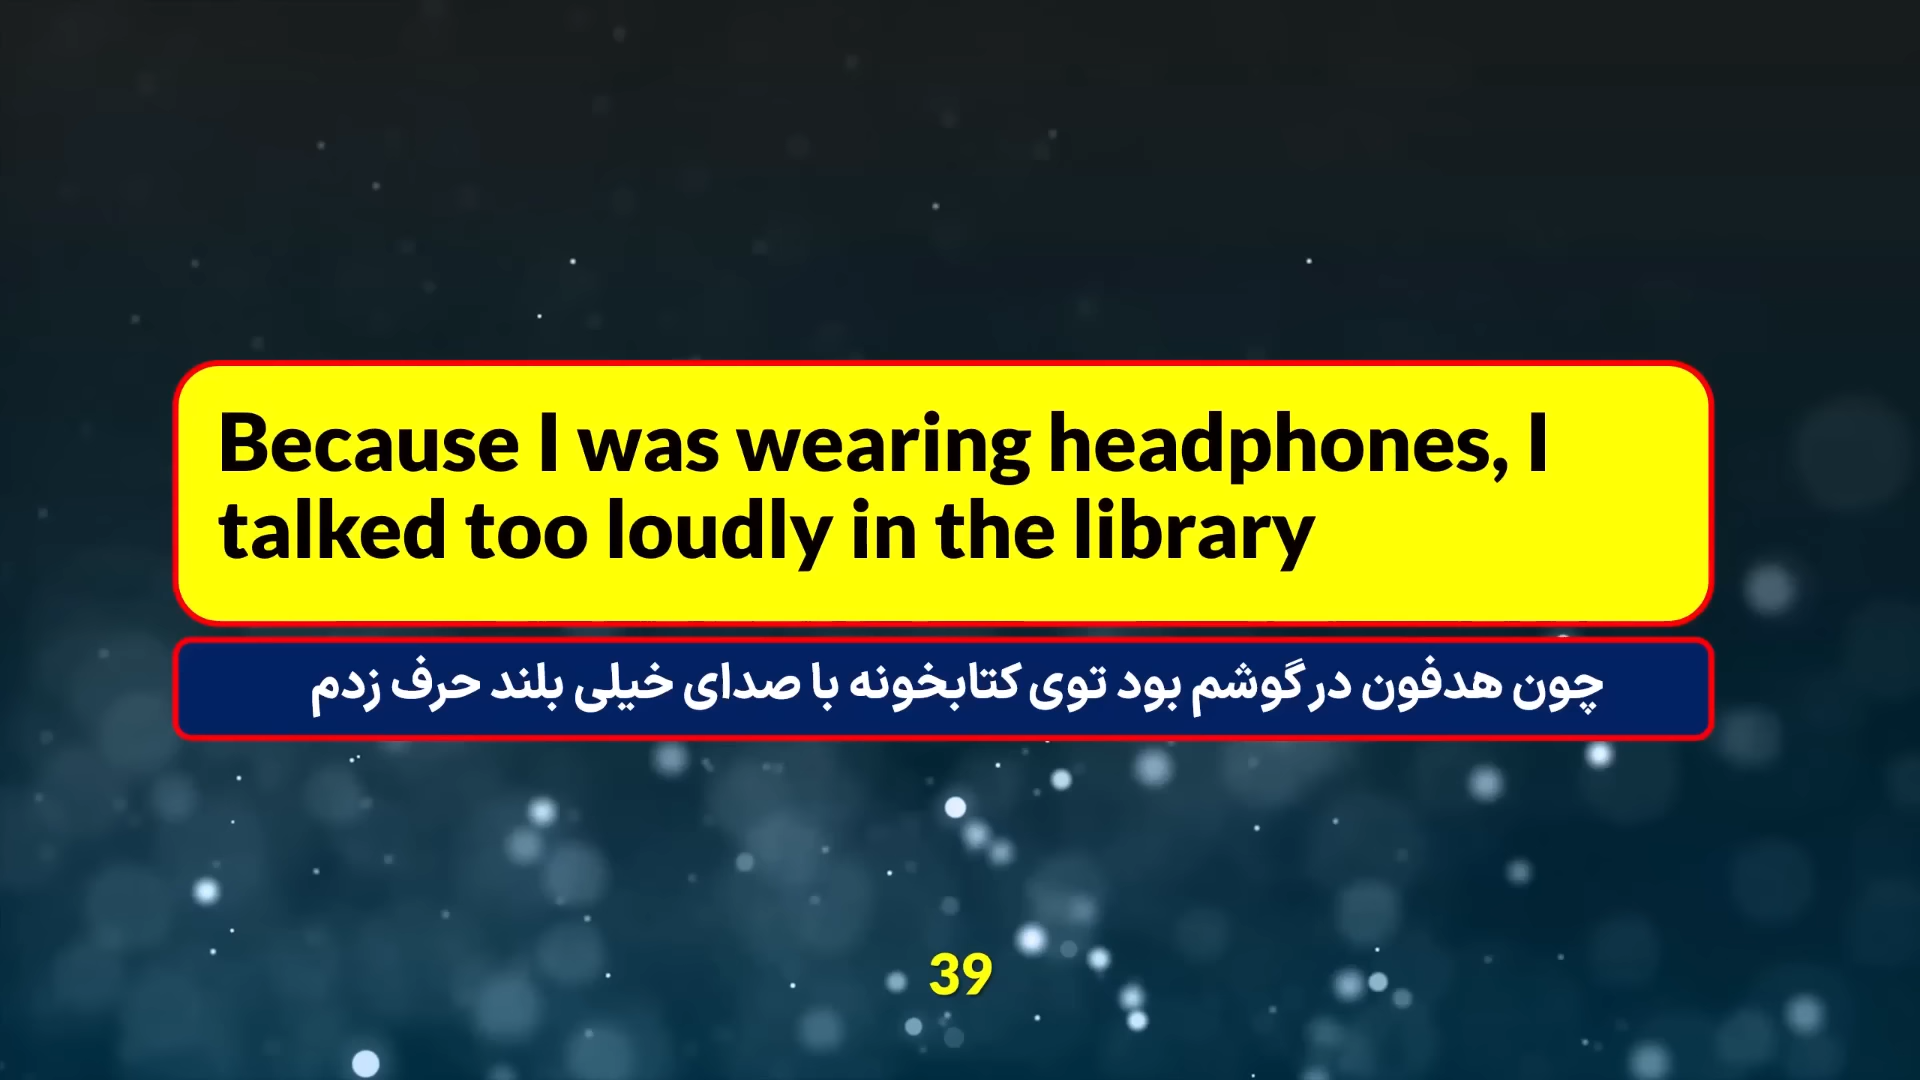 Because I was wearing headphones, I
talked too loudly in the library
چون هدفون در گوشم بود توی کتابخونه با صدای خیلی بلند حرف زدم
39